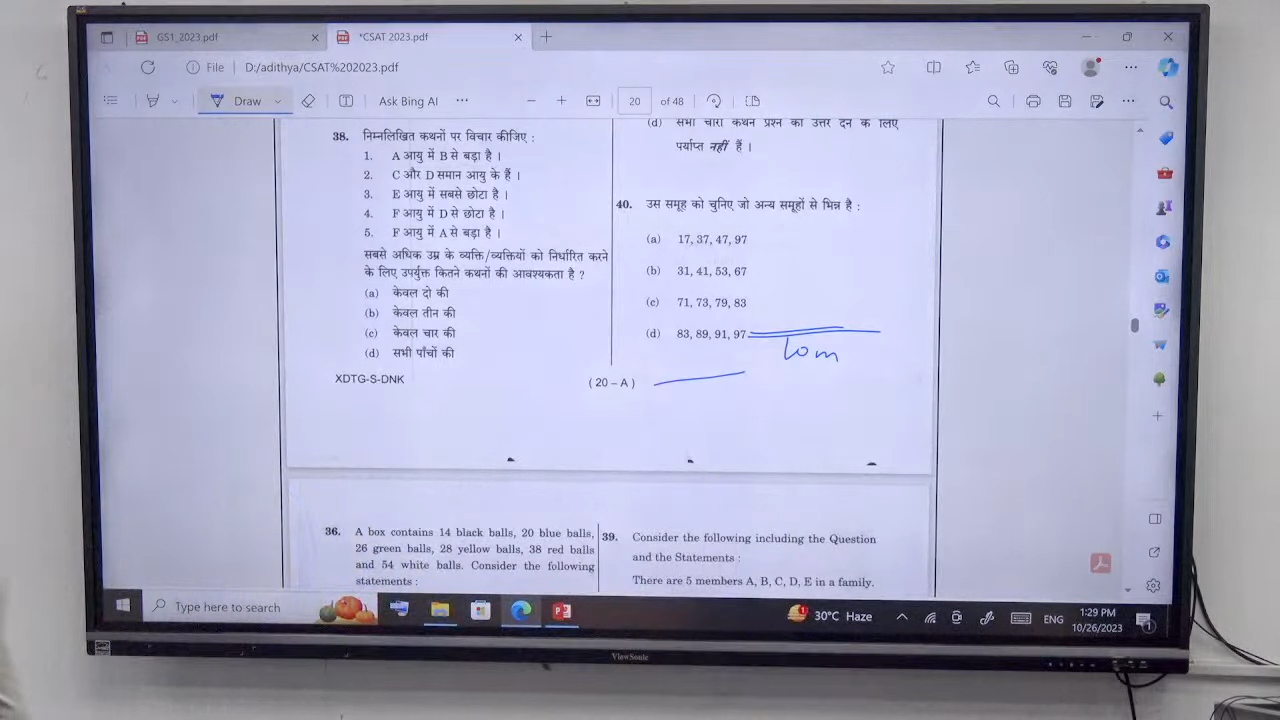 GS1_2023.pdf
*CSAT 2023.pdf
File
D:/adithya/CSAT%202023.pdf
Draw
Ask Bing AI
20
of 48
38. निम्नलिखित कथनों पर विचार कीजिए :
1. A आयु में B से बड़ा है ।
2. C और D समान आयु के हैं ।
3. E आयु में सबसे छोटा है ।
4. F आयु में D से छोटा है ।
5. F आयु में A से बड़ा है ।
सबसे अधिक उम्र के व्यक्ति/व्यक्तियों को निर्धारित करने
के लिए उपर्युक्त कितने कथनों की आवश्यकता है ?
(a) केवल दो की
(b) केवल तीन की
(c) केवल चार की
(d) सभी पाँचों की
XDTG-S-DNK
(d) सभी चारों कथन प्रश्न का उत्तर देने के लिए
पर्याप्त नहीं हैं ।
40. उस समूह को चुनिए जो अन्य समूहों से भिन्न है :
(a) 17, 37, 47, 97
(b) 31, 41, 53, 67
(c) 71, 73, 79, 83
(d) 83, 89, 91, 97
( 20 – A )
36. A box contains 14 black balls, 20 blue balls,
26 green balls, 28 yellow balls, 38 red balls
and 54 white balls. Consider the following
statements :
39. Consider the following including the Question
and the Statements :
There are 5 members A, B, C, D, E in a family.
Type here to search
30°C Haze
ENG
1:29 PM
10/26/2023
ViewSonic